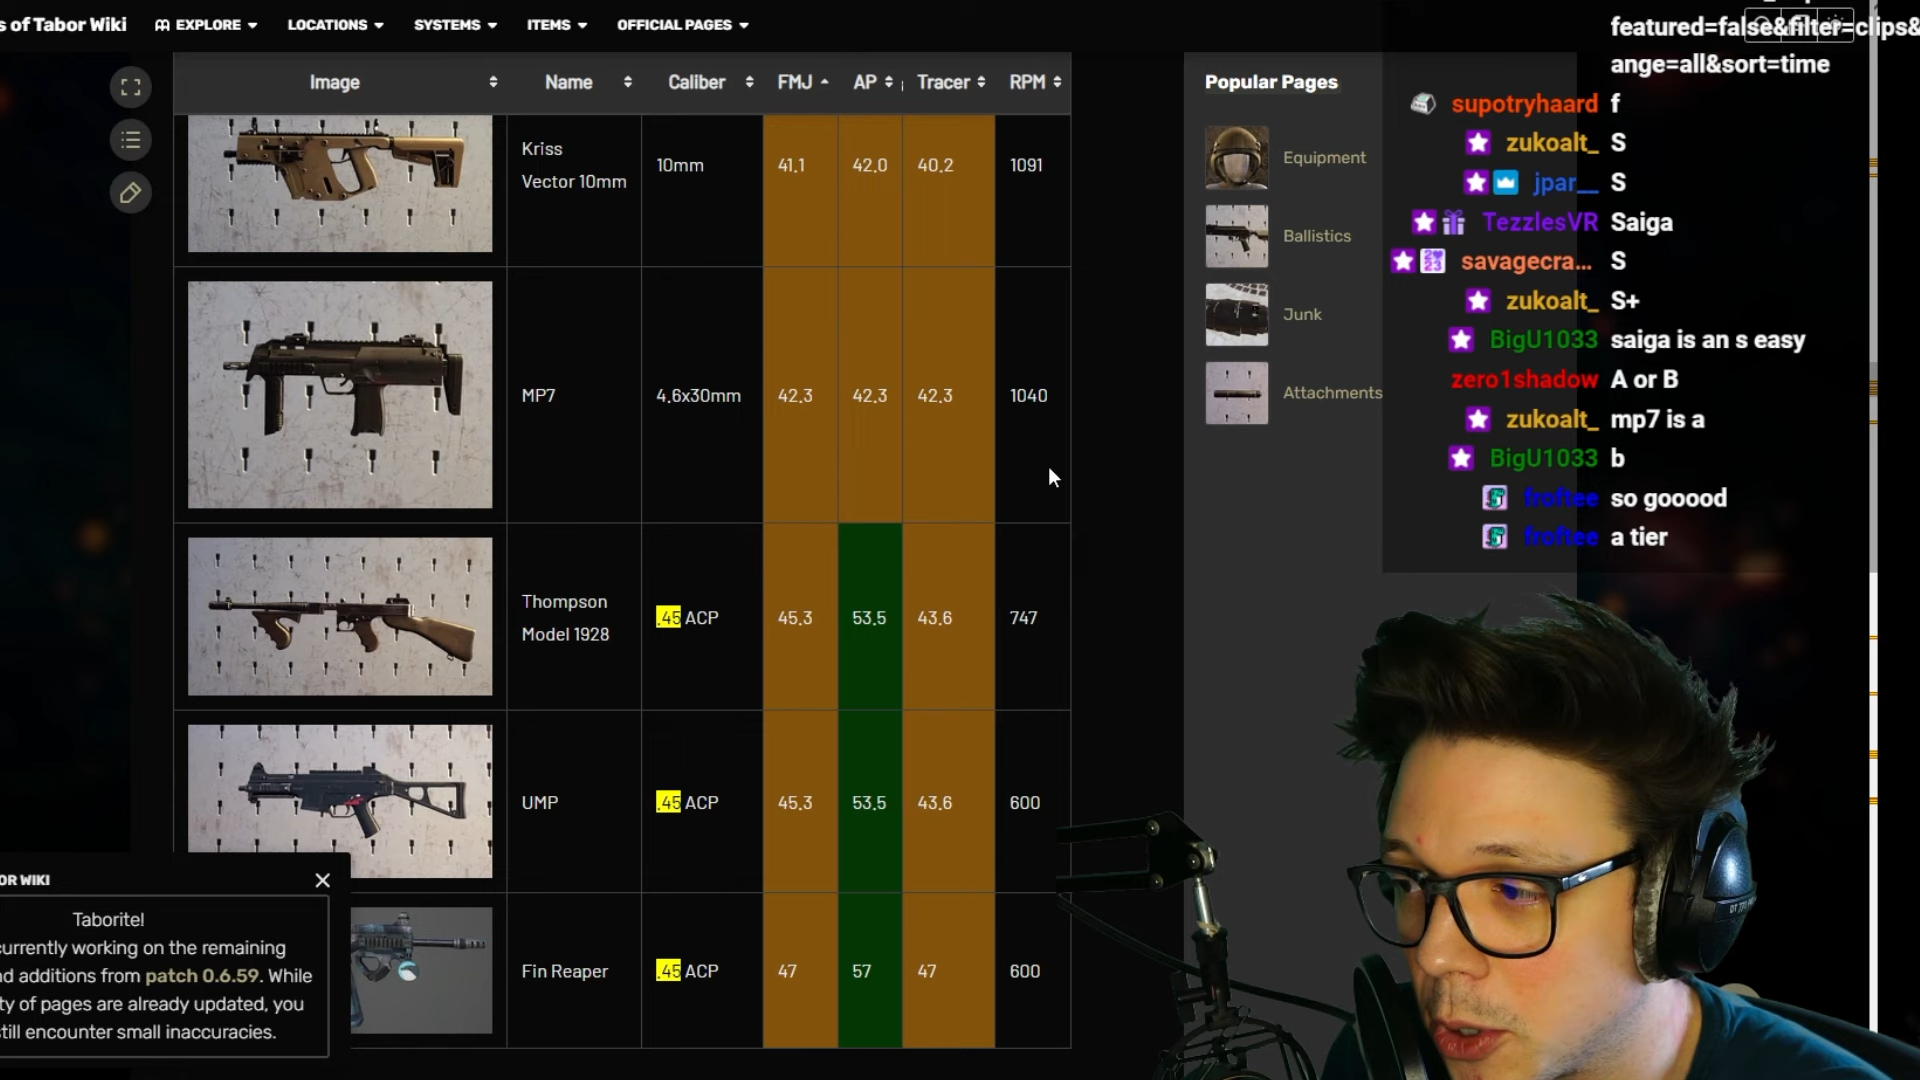 s of Tabor Wiki
EXPLORE
LOCATIONS
SYSTEMS
ITEMS
OFFICIAL PAGES
Image
Name
Caliber
FMJ
AP
Tracer
RPM
Kriss
Vector 10mm
10mm
41.1
42.0
40.2
1091
MP7
4.6x30mm
42.3
42.3
42.3
1040
Thompson
Model 1928
.45 ACP
45.3
53.5
43.6
747
UMP
.45 ACP
45.3
53.5
43.6
600
Fin Reaper
.45 ACP
47
57
47
600
OR WIKI
Taborite!
currently working on the remaining
nd additions from patch 0.6.59. While
ty of pages are already updated, you
still encounter small inaccuracies.
Popular Pages
Equipment
Ballistics
Junk
Attachments
featured=false&filter=clips&
ange=all&sort=time
supotryhaard f
zukoalt_ S
jpar__ S
TezzlesVR Saiga
savagecra... S
zukoalt_ S+
BigU1033 saiga is an s easy
zero1shadow A or B
zukoalt_ mp7 is a
BigU1033 b
froftee so gooood
froftee a tier